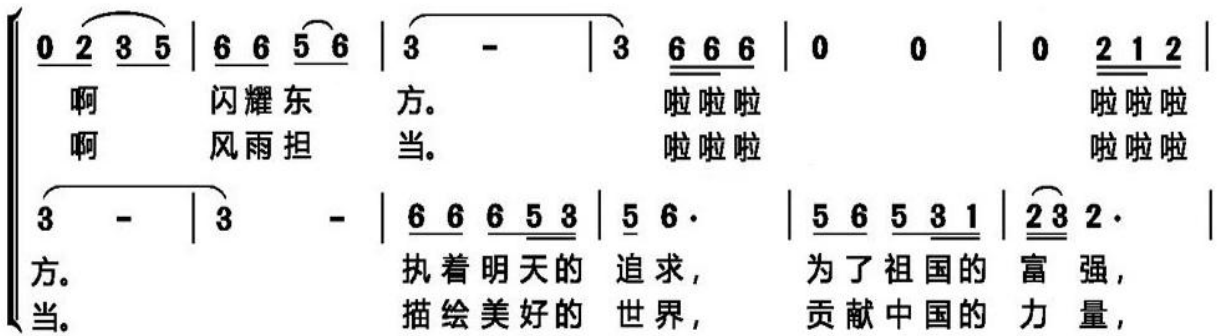 0 2 3 5 | 6 6 5 6 | 3 - | 3 6 6 6 | 0 0 | 0 2 1 2 |
啊 闪耀东 方。 啦啦啦 啦啦啦
啊 风雨担 当。 啦啦啦 啦啦啦
3 - | 3 - | 6 6 6 5 3 | 5 6· | 5 6 5 3 1 | 2 3 2· |
方。 执着明天的 追求, 为了祖国的 富强,
当。 描绘美好的 世界, 贡献中国的 力量,